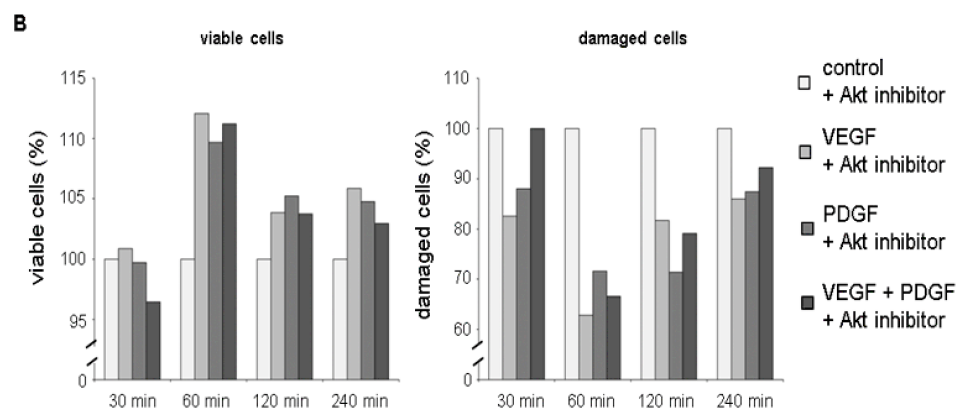 B
viable cells
damaged cells
viable cells (%)
115
110
105
100
95
0
30 min
60 min
120 min
240 min
damaged cells (%)
110
100
90
80
70
60
0
30 min
60 min
120 min
240 min
control
+ Akt inhibitor
VEGF
+ Akt inhibitor
PDGF
+ Akt inhibitor
VEGF + PDGF
+ Akt inhibitor